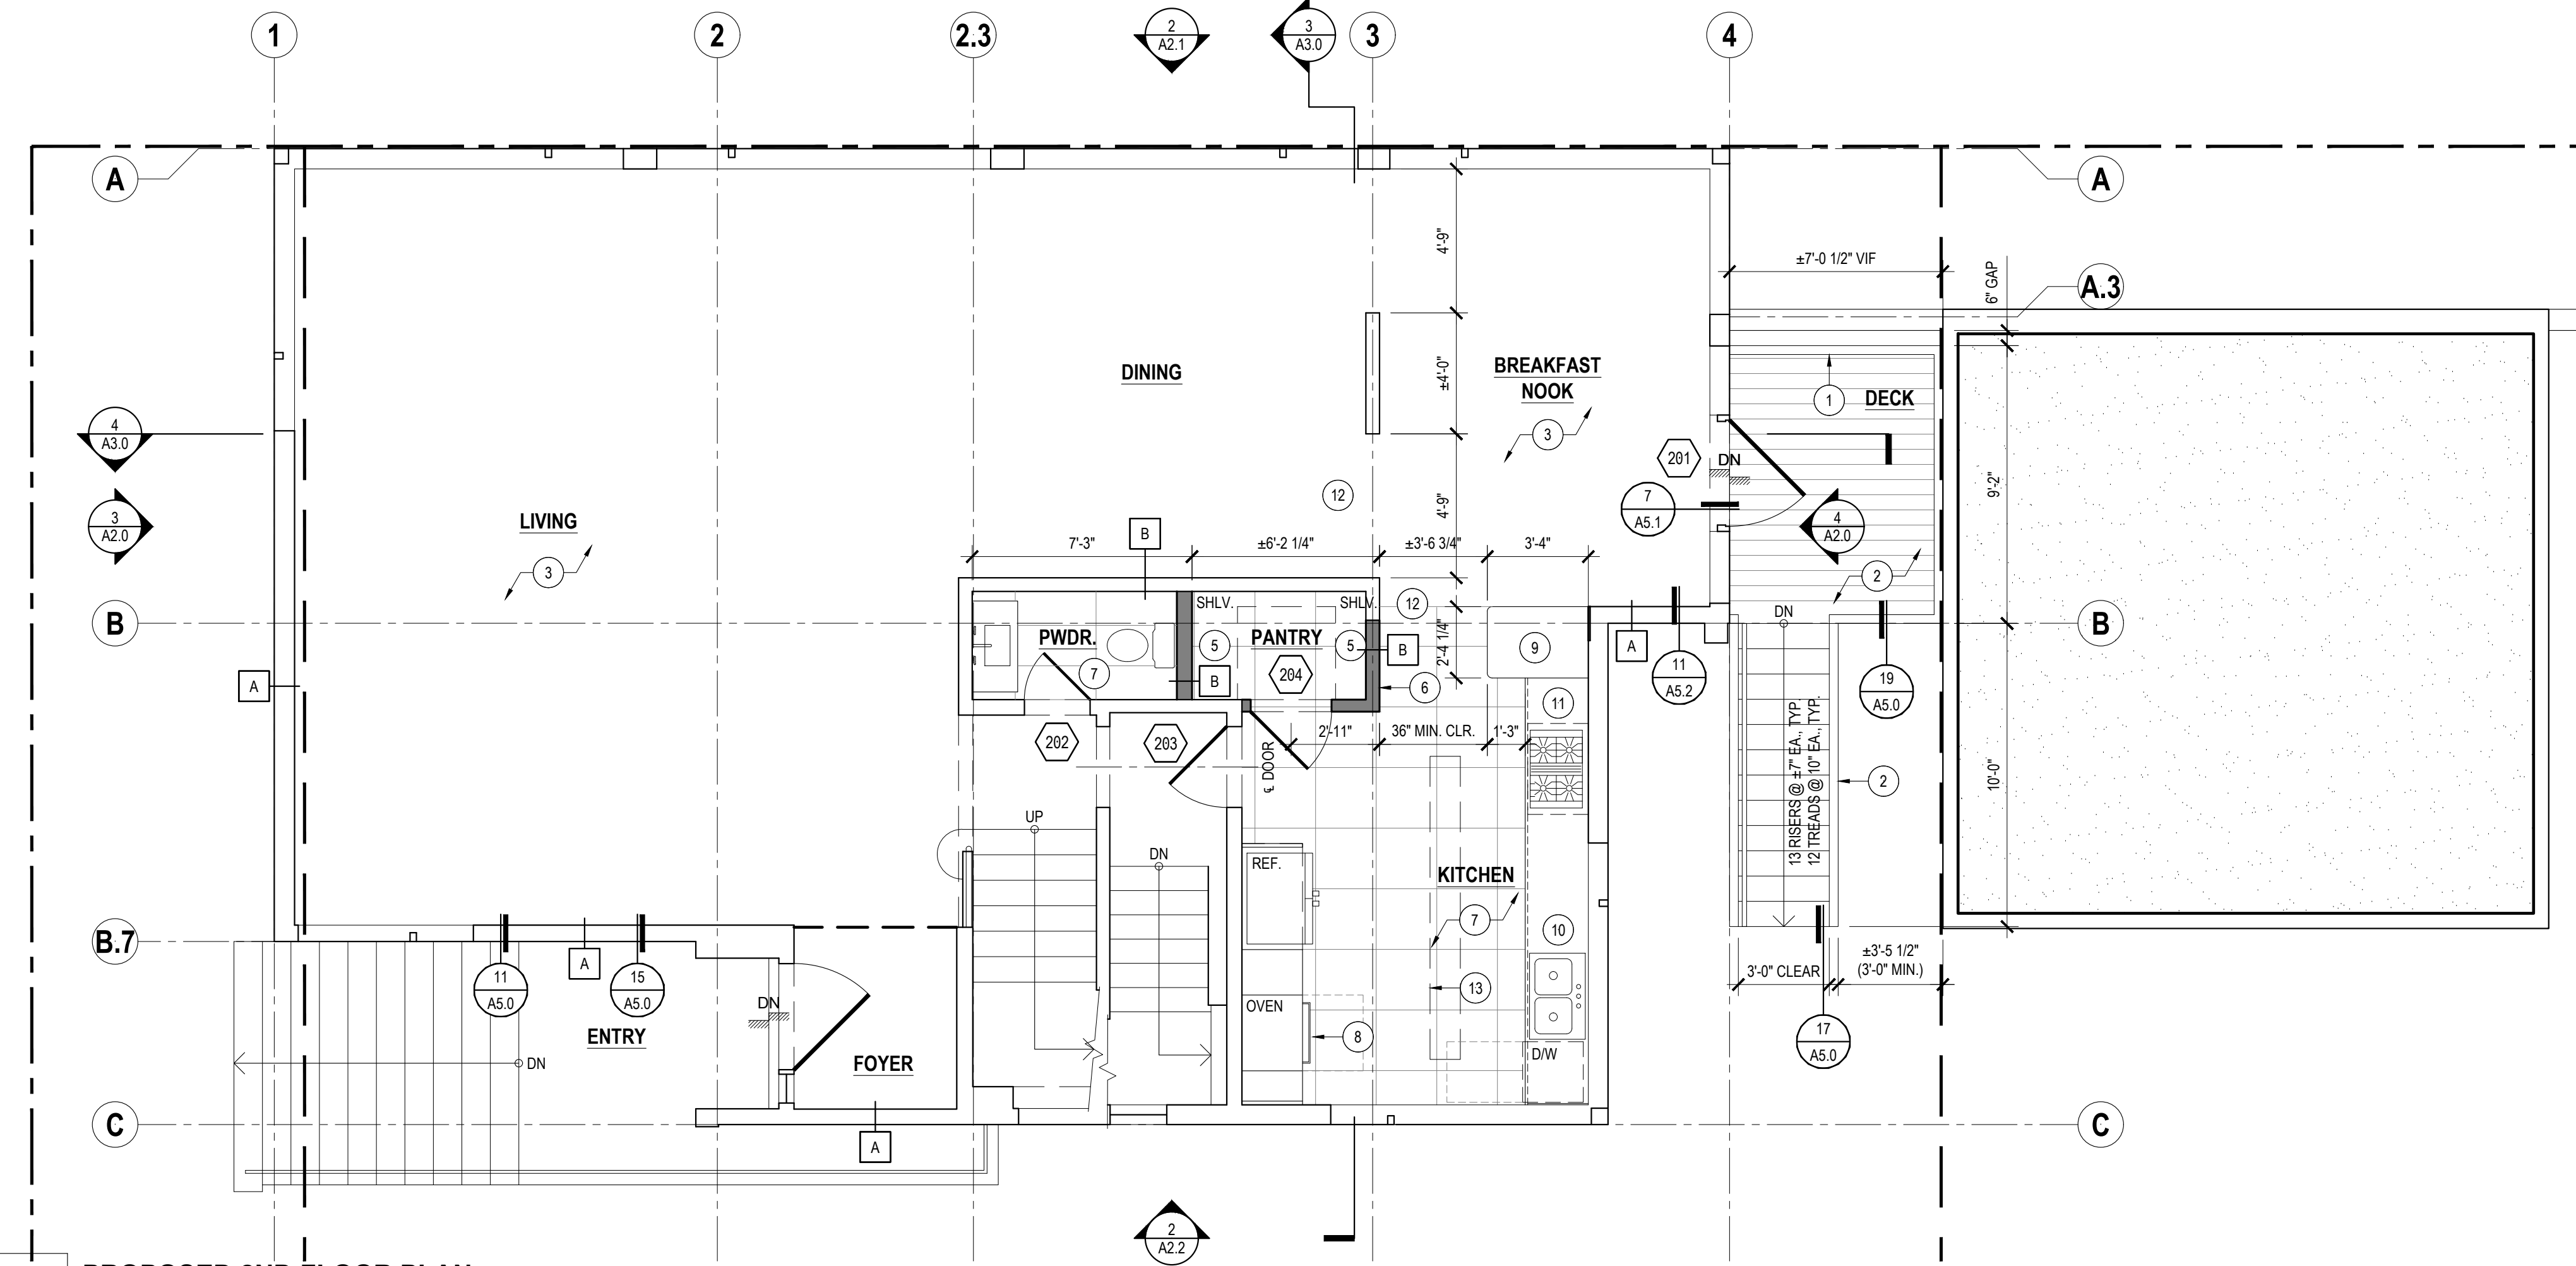 1
2
2.3
2
A2.1
3
A3.0
3
4
A
A
±7'-0 1/2" VIF
6" GAP
A.3
4'-9"
±4'-0"
4'-9"
DINING
BREAKFAST
NOOK
3
1
DECK
4
A3.0
3
A2.0
201
DN
7
A5.1
12
4
A2.0
9'-2"
LIVING
3
B
7'-3"
±6'-2 1/4"
±3'-6 3/4"
3'-4"
2
B
SHLV.
SHLV.
12
DN
B
PWDR.
5
PANTRY
5
B
2'-4 1/4"
9
A
7
B
204
6
11
A5.2
19
A5.0
A
11
202
203
2'-11"
36" MIN. CLR.
1'-3"
℄ DOOR
13 RISERS @ ±7" EA., TYP.
12 TREADS @ 10" EA., TYP.
2
10'-0"
UP
DN
REF.
KITCHEN
7
10
B.7
A
11
A5.0
15
A5.0
DN
13
3'-0" CLEAR
±3'-5 1/2"
(3'-0" MIN.)
OVEN
8
ENTRY
DN
FOYER
D/W
17
A5.0
C
C
A
2
A2.2